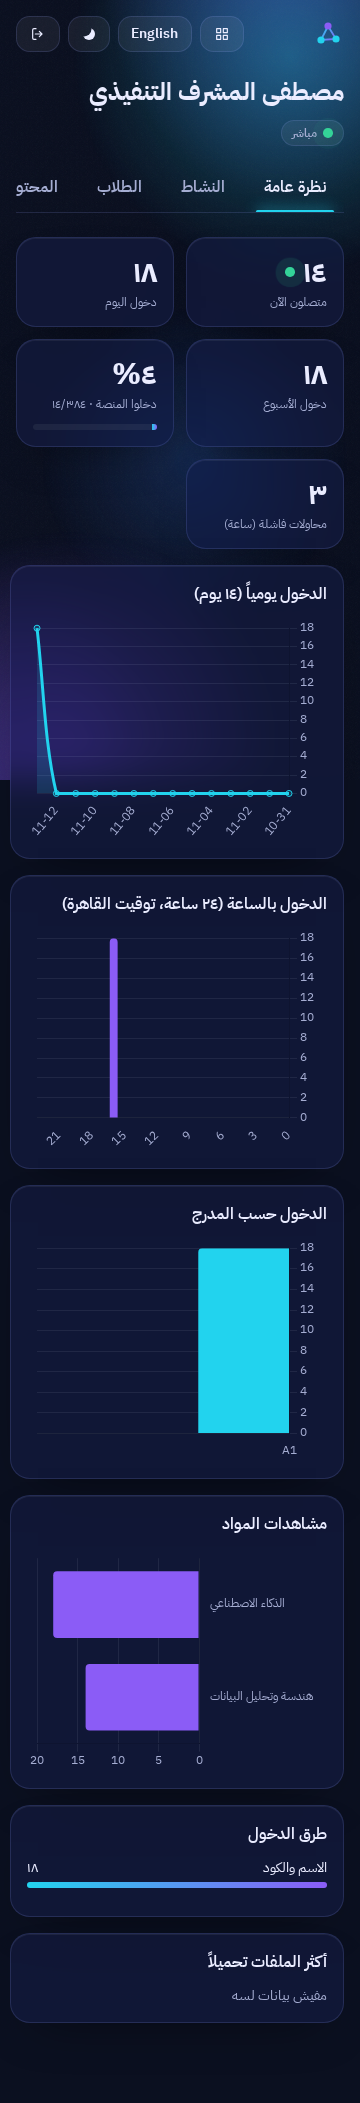 English
مصطفى المشرف التنفيذي
مباشر
نظرة عامة
النشاط
الطلاب
المحتو
١٤
متصلون الآن
١٨
دخول اليوم
١٨
دخول الأسبوع
٤%
دخلوا المنصة · ١٤/٣٨٤
٣
محاولات فاشلة (ساعة)
الدخول يومياً (١٤ يوم)
18
16
14
12
10
8
6
4
2
0
10-31
11-02
11-04
11-06
11-08
11-10
11-12
الدخول بالساعة (٢٤ ساعة، توقيت القاهرة)
18
16
14
12
10
8
6
4
2
0
0
3
6
9
12
15
18
21
الدخول حسب المدرج
18
16
14
12
10
8
6
4
2
0
A1
مشاهدات المواد
الذكاء الاصطناعي
هندسة وتحليل البيانات
0
5
10
15
20
طرق الدخول
الاسم والكود
١٨
أكثر الملفات تحميلاً
مفيش بيانات لسه